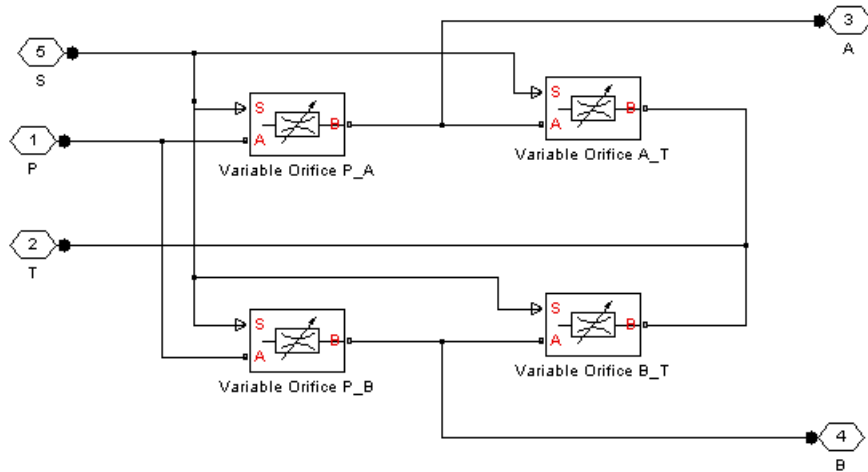 3
A
5
S
S
A
B
Variable Orifice P_A
S
A
B
Variable Orifice A_T
1
P
2
T
S
A
B
Variable Orifice P_B
S
A
B
Variable Orifice B_T
4
B